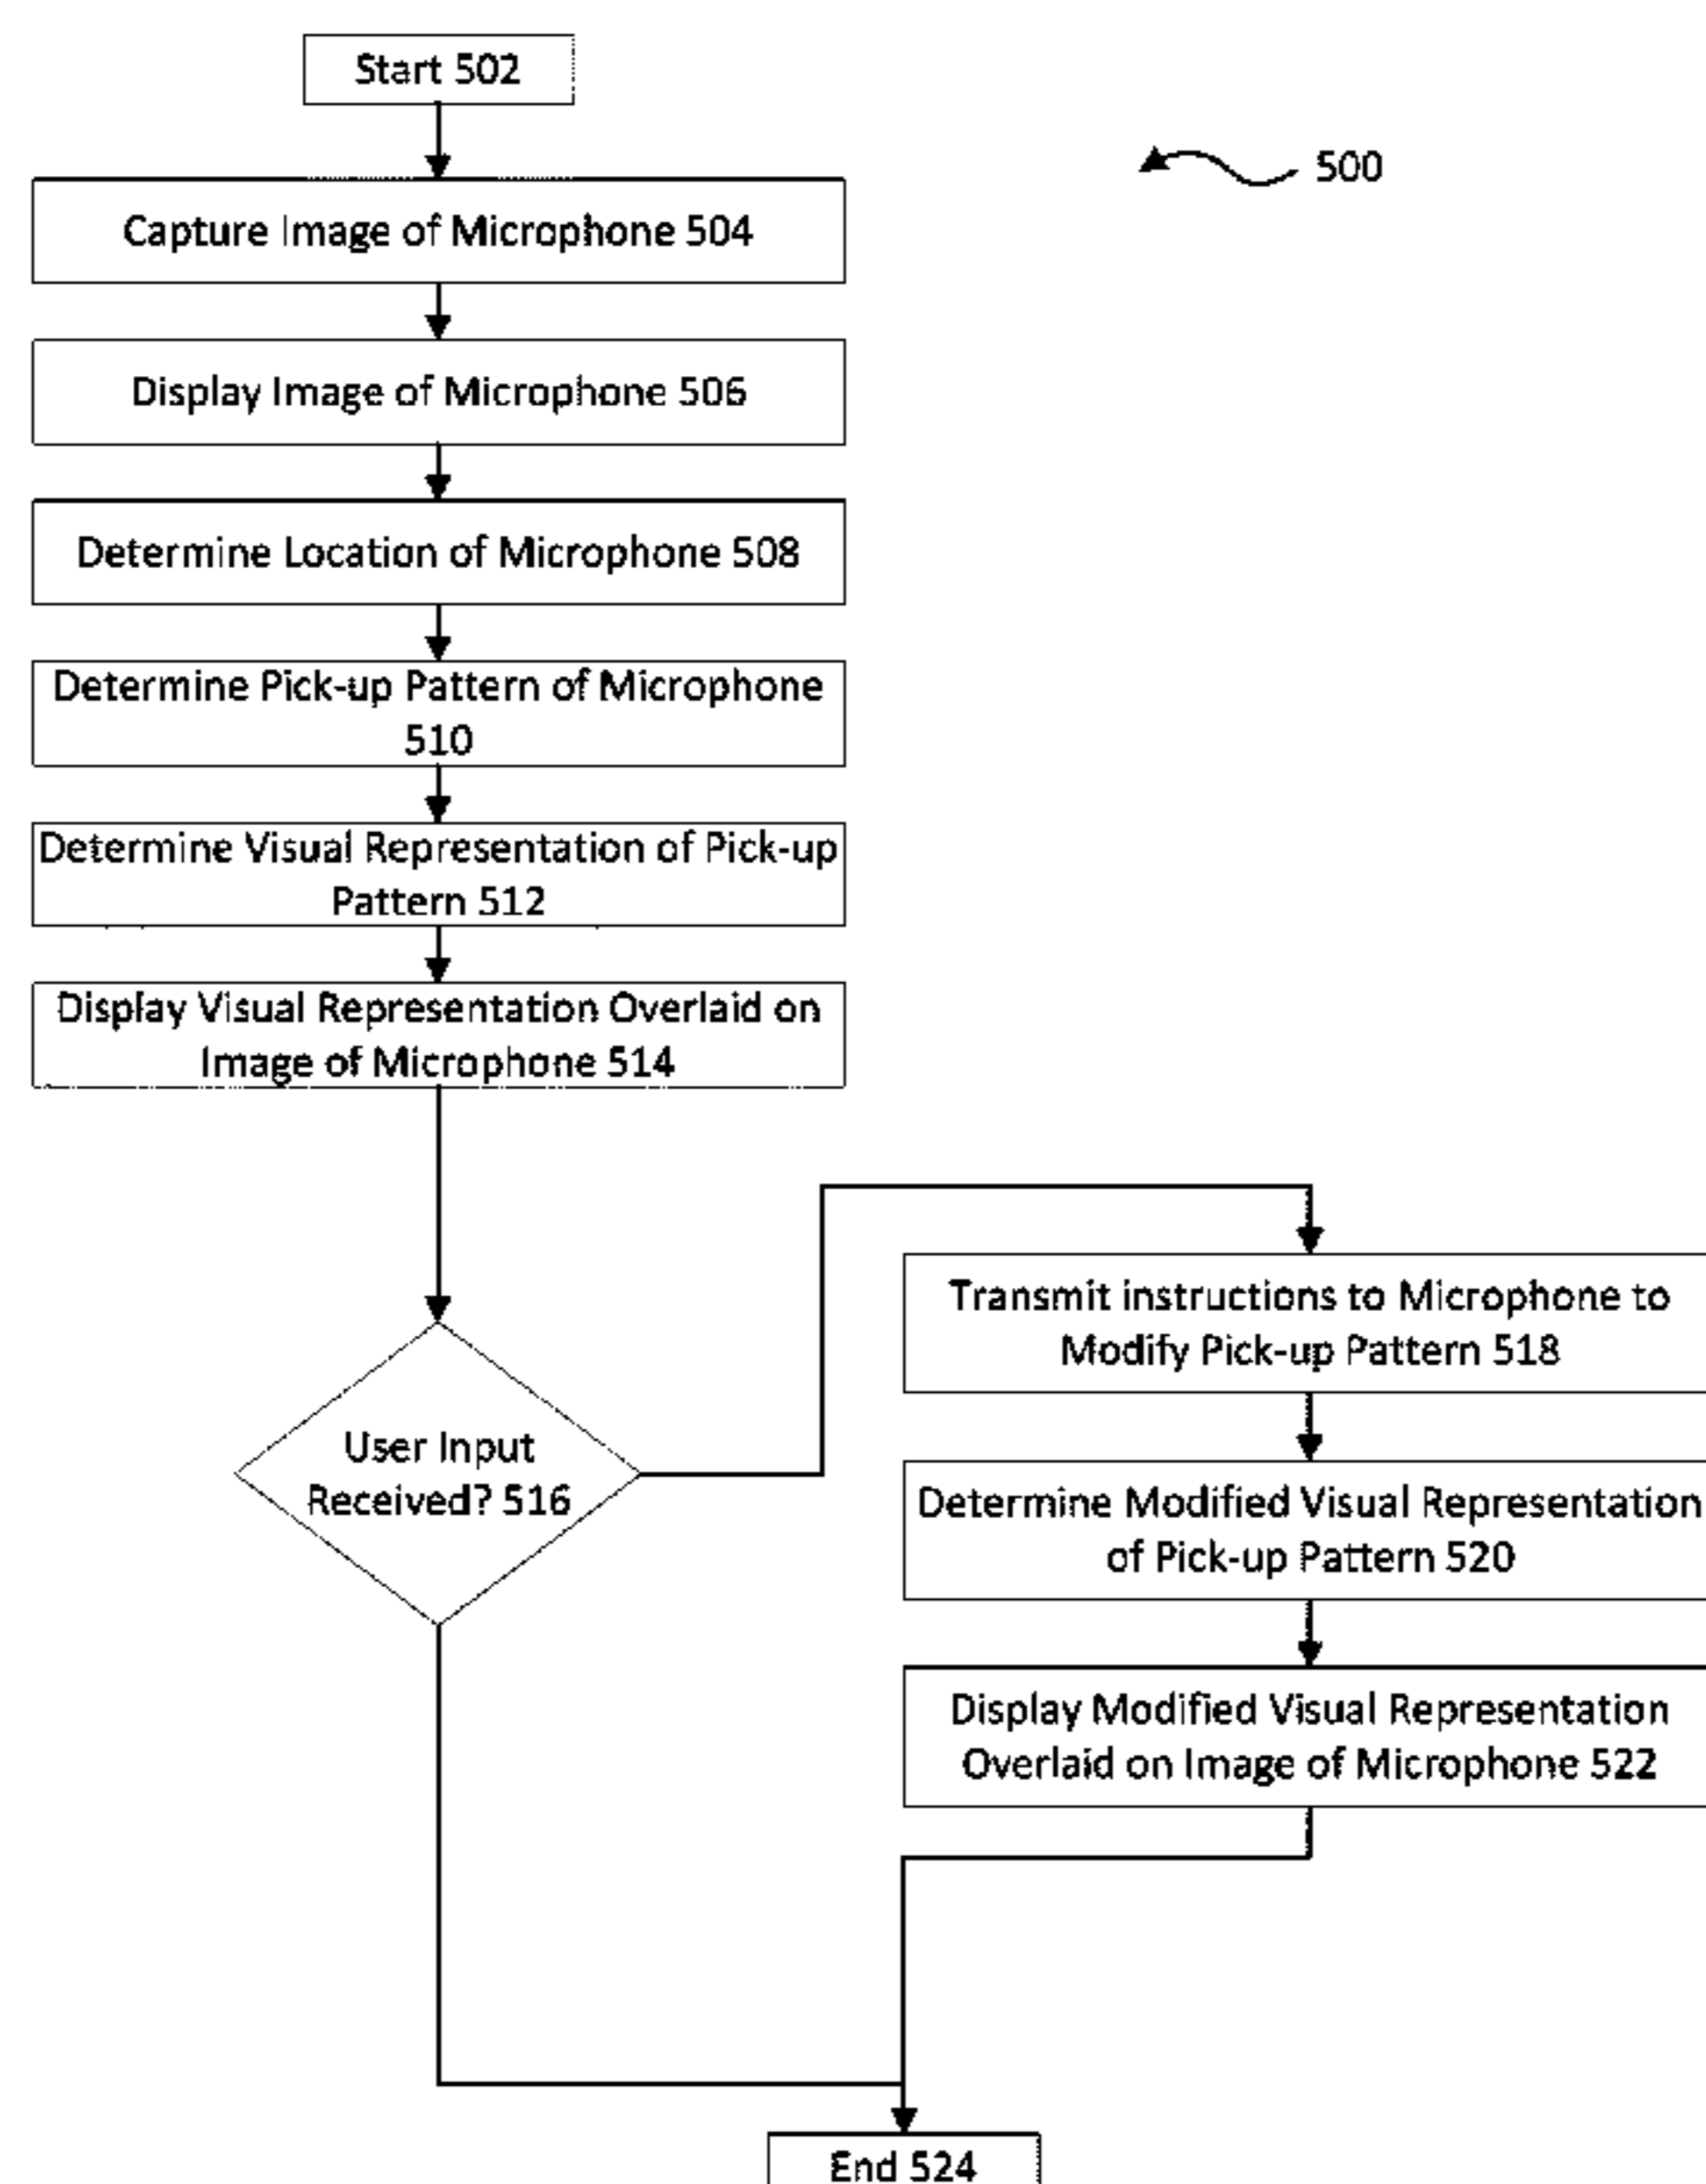 Start 502
500
Capture Image of Microphone 504
Display Image of Microphone 506
Determine Location of Microphone 508
Determine Pick-up Pattern of Microphone
510
Determine Visual Representation of Pick-up
Pattern 512
Display Visual Representation Overlaid on
Image of Microphone 514
User Input
Received? 516
Transmit instructions to Microphone to
Modify Pick-up Pattern 518
Determine Modified Visual Representation
of Pick-up Pattern 520
Display Modified Visual Representation
Overlaid on Image of Microphone 522
End 524